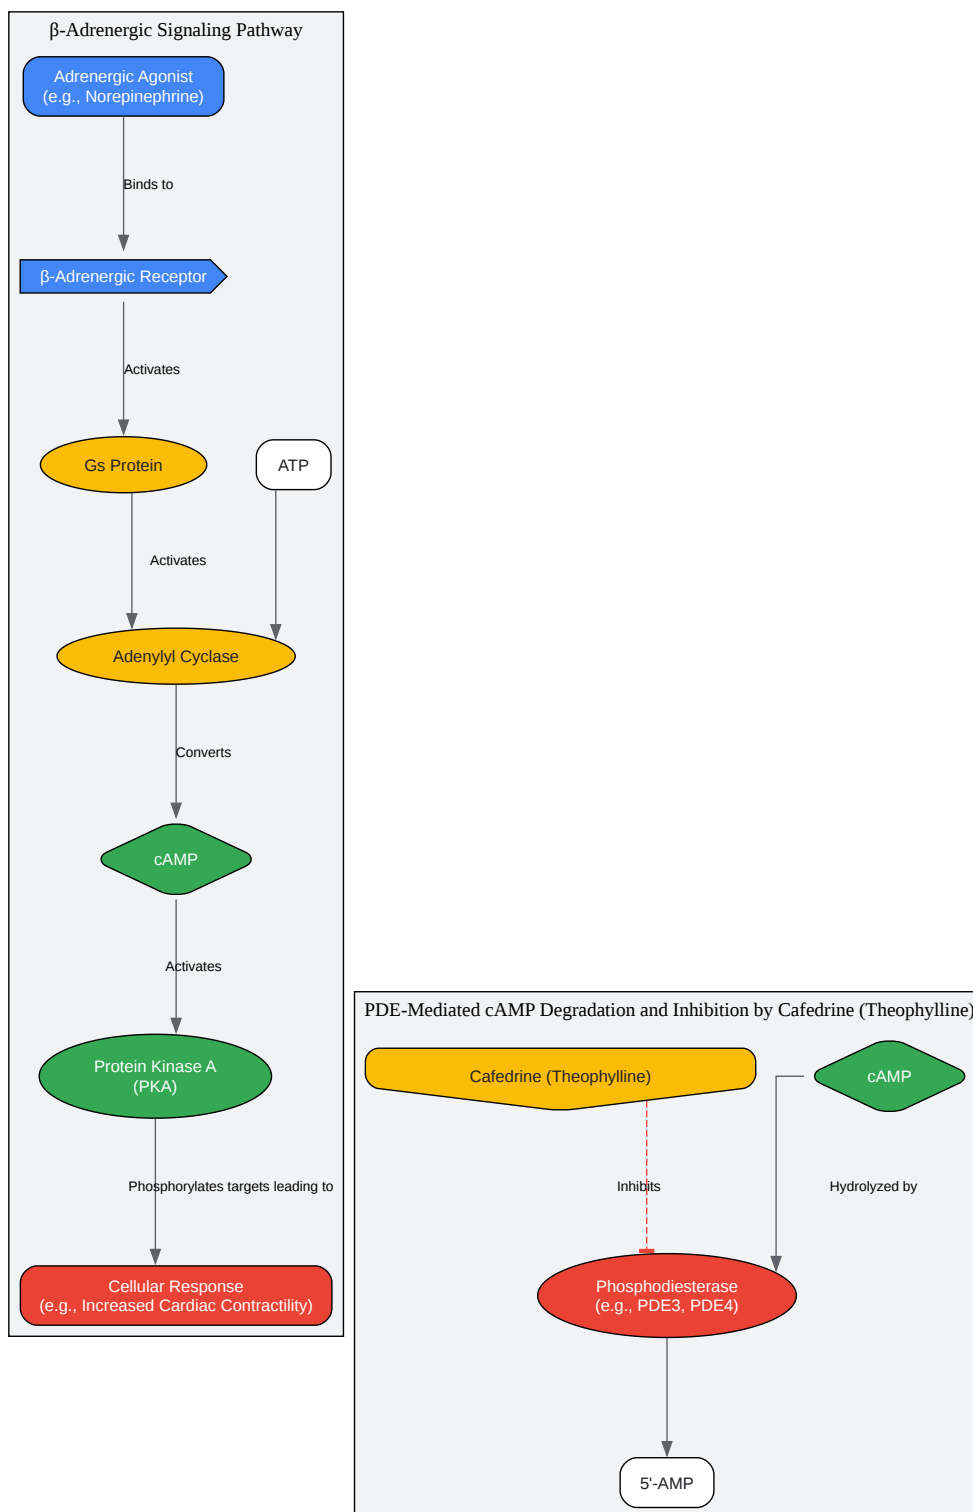 β-Adrenergic Signaling Pathway
Adrenergic Agonist
(e.g., Norepinephrine)
Binds to
β-Adrenergic Receptor
Activates
Gs Protein
ATP
Activates
Adenylyl Cyclase
Converts
cAMP
Activates
Protein Kinase A
(PKA)
Phosphorylates targets leading to
Cellular Response
(e.g., Increased Cardiac Contractility)
PDE-Mediated cAMP Degradation and Inhibition by Cafedrine (Theophylline)
Cafedrine (Theophylline)
cAMP
Inhibits
Hydrolyzed by
Phosphodiesterase
(e.g., PDE3, PDE4)
5'-AMP